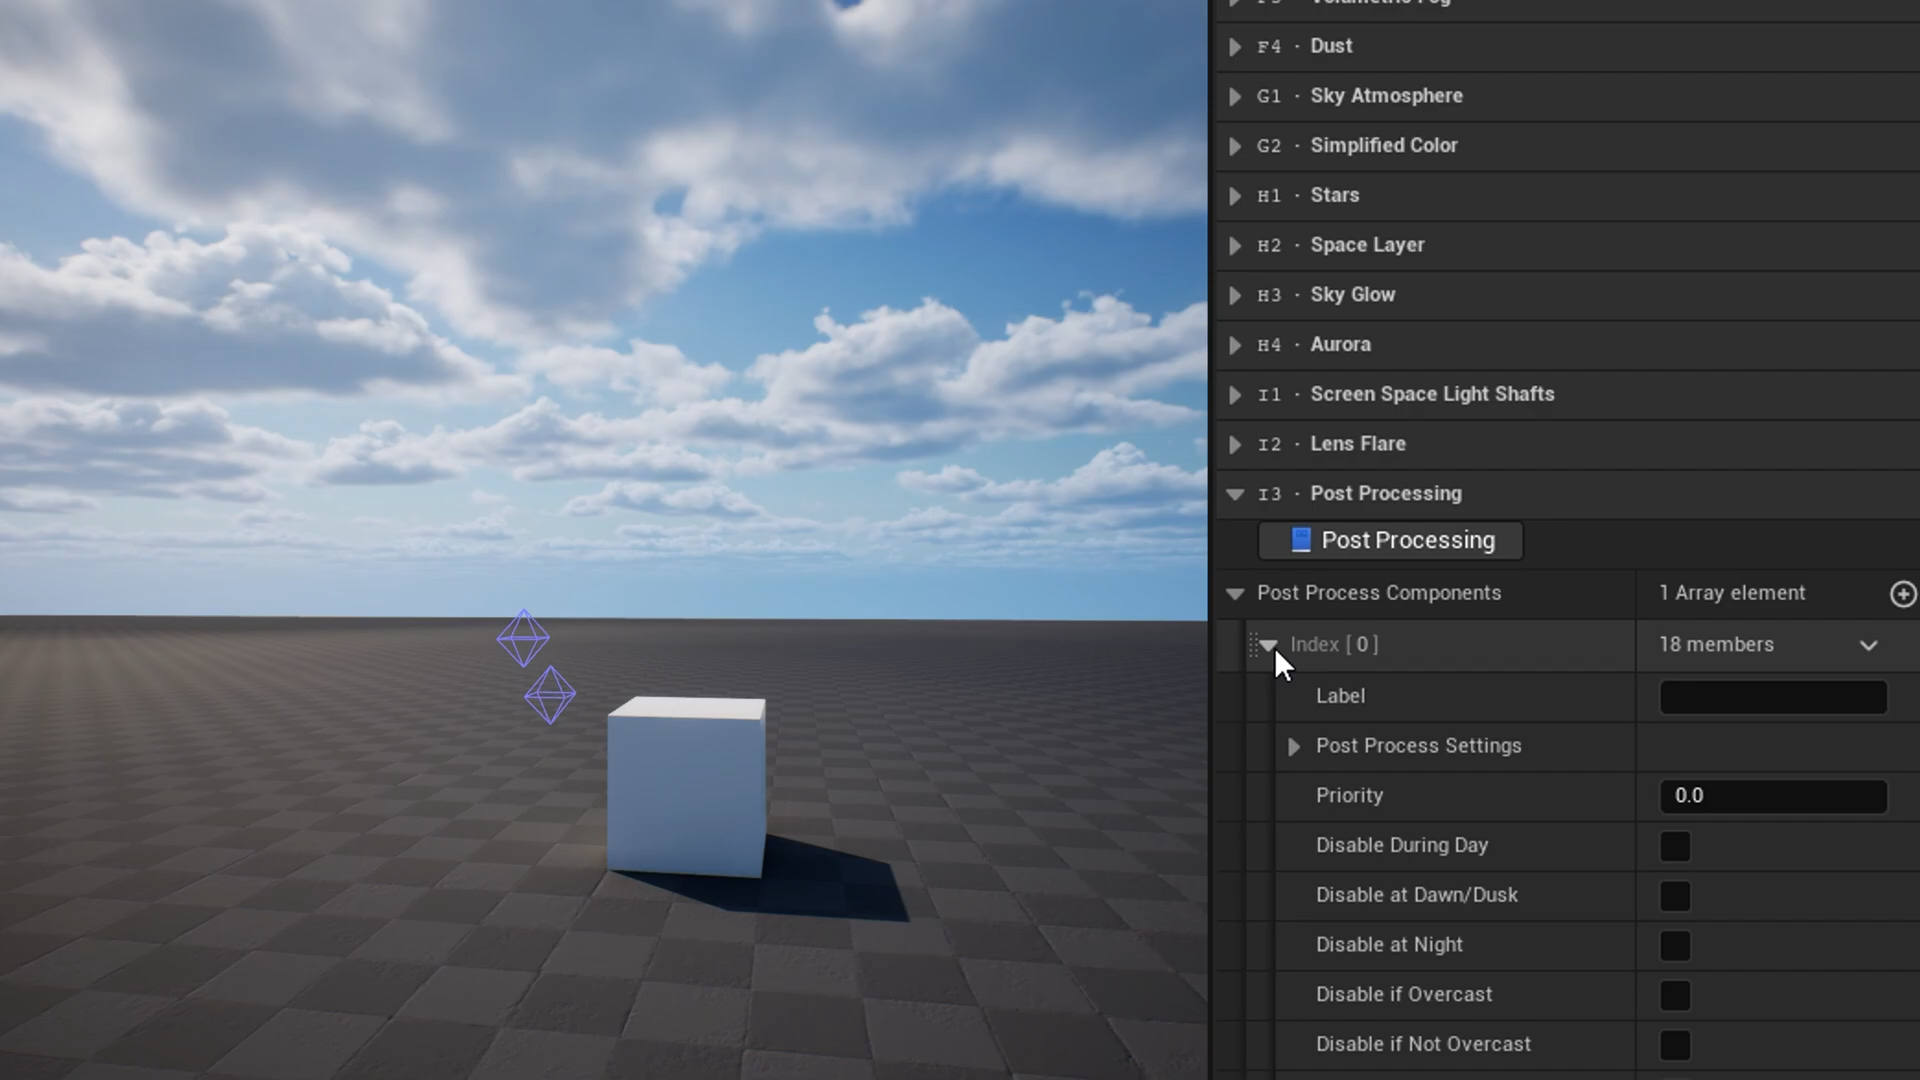 F3 · Volumetric Fog
F4 · Dust
G1 · Sky Atmosphere
G2 · Simplified Color
H1 · Stars
H2 · Space Layer
H3 · Sky Glow
H4 · Aurora
I1 · Screen Space Light Shafts
I2 · Lens Flare
I3 · Post Processing
Post Processing
Post Process Components 1 Array element
Index [ 0 ] 18 members
Label
Post Process Settings
Priority 0.0
Disable During Day
Disable at Dawn/Dusk
Disable at Night
Disable if Overcast
Disable if Not Overcast